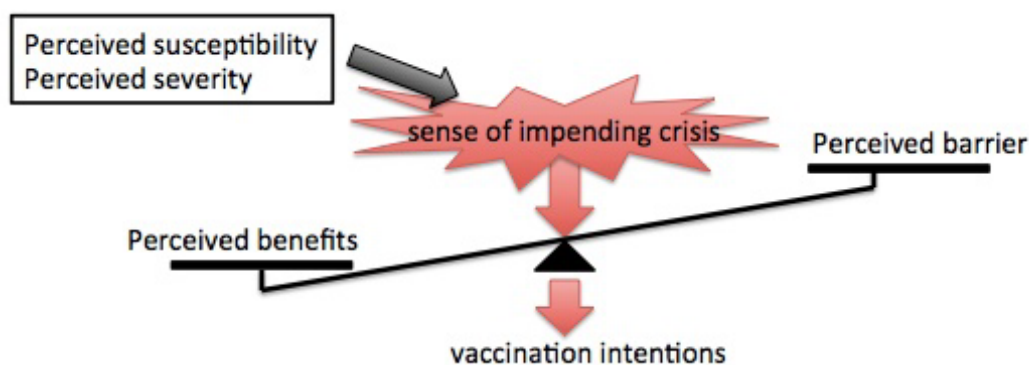 Perceived susceptibility
Perceived severity
sense of impending crisis
Perceived barrier
Perceived benefits
vaccination intentions